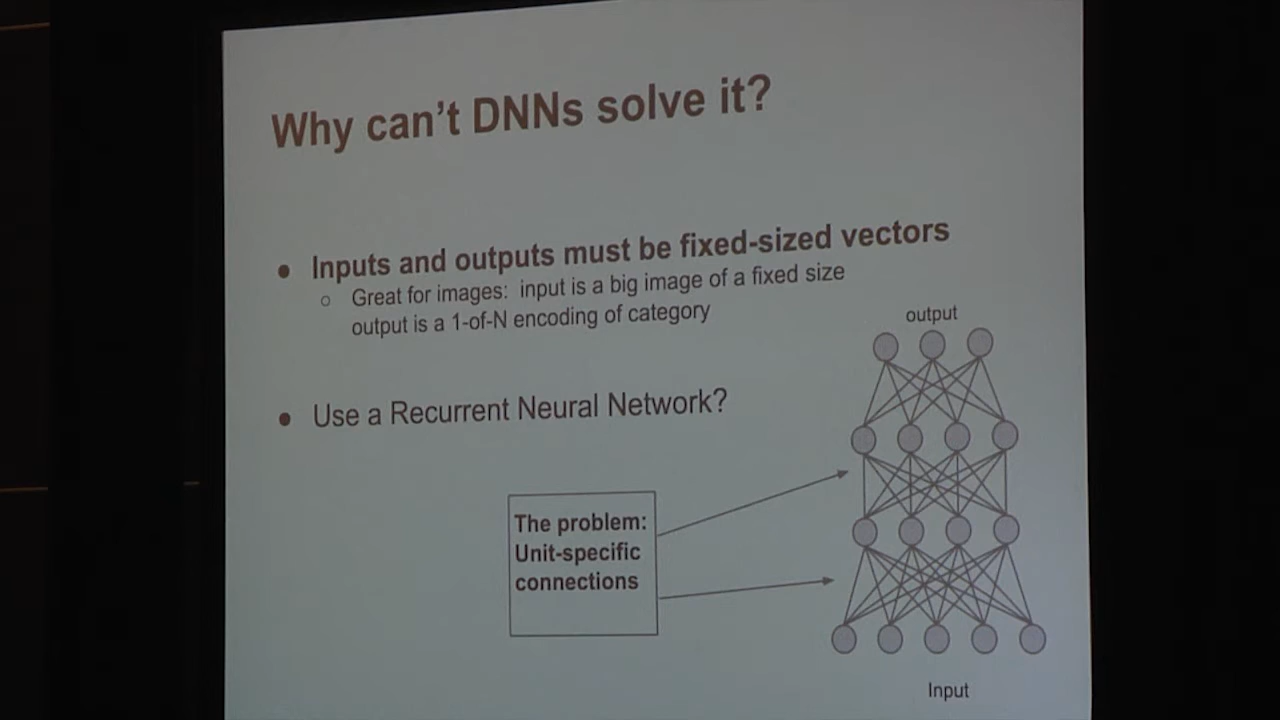 Why can't DNNs solve it?
● Inputs and outputs must be fixed-sized vectors
○ Great for images: input is a big image of a fixed size
output is a 1-of-N encoding of category
● Use a Recurrent Neural Network?
output
The problem:
Unit-specific
connections
Input